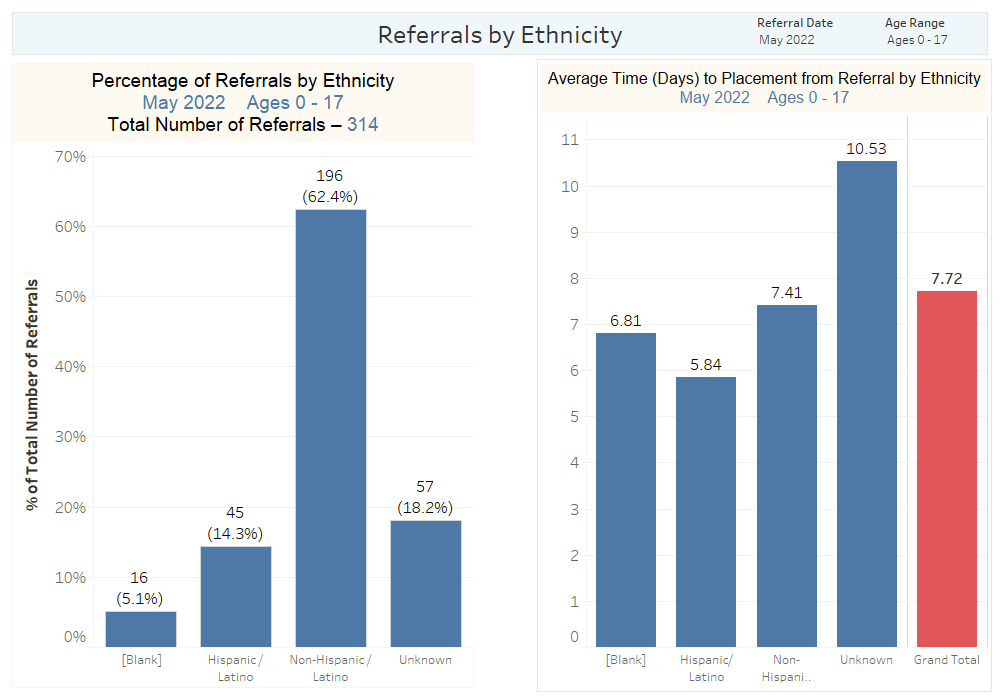 Referrals by Ethnicity
Referral Date
May 2022
Age Range
Ages 0 - 17
Percentage of Referrals by Ethnicity
May 2022 Ages 0 - 17
Total Number of Referrals – 314
% of Total Number of Referrals
70%
60%
50%
40%
30%
20%
10%
0%
16
(5.1%)
45
(14.3%)
196
(62.4%)
57
(18.2%)
[Blank]
Hispanic/
Latino
Non-Hispanic/
Latino
Unknown
Average Time (Days) to Placement from Referral by Ethnicity
May 2022 Ages 0 - 17
11
10
9
8
7
6
5
4
3
2
1
0
6.81
5.84
7.41
10.53
7.72
[Blank]
Hispanic/
Latino
Non-
Hispani..
Unknown
Grand Total